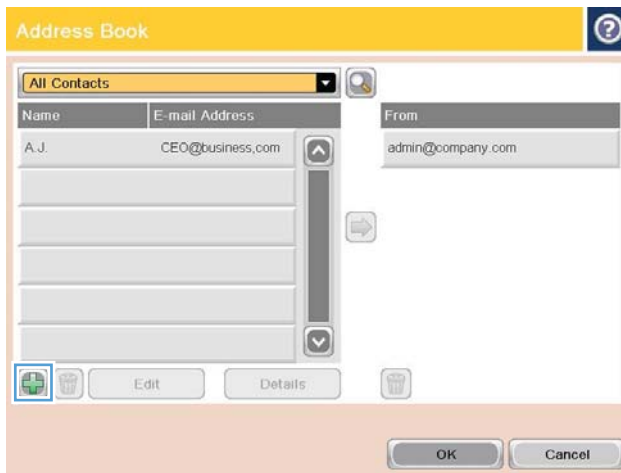 Address Book
?
All Contacts
Name E-mail Address From
A.J. CEO@business,com admin@company.com
Edit Details
OK Cancel